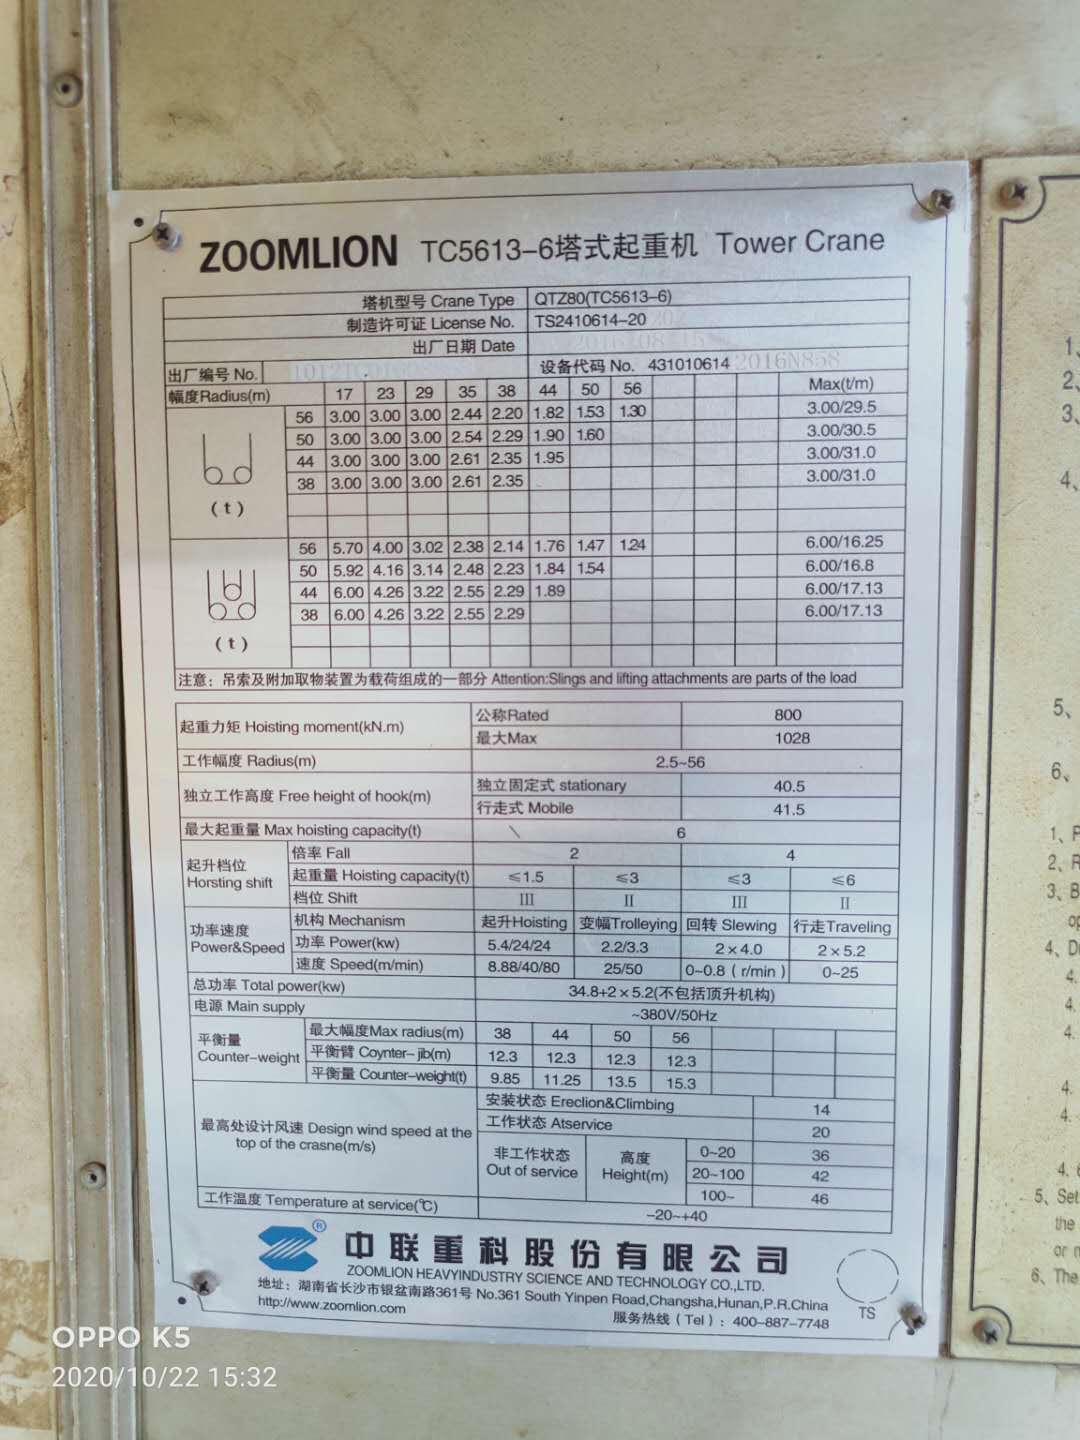 ZOOMLION TC5613-6塔式起重机 Tower Crane
塔机型号 Crane Type QTZ80(TC5613-6)
制造许可证 License No. TS2410614-20
出厂日期 Date
出厂编号 No. 设备代码 No. 431010614 2016N858
幅度Radius(m) 17 23 29 35 38 44 50 56 Max(t/m)
56 3.00 3.00 3.00 2.44 2.20 1.82 1.53 1.30 3.00/29.5
50 3.00 3.00 3.00 2.54 2.29 1.90 1.60 3.00/30.5
44 3.00 3.00 3.00 2.61 2.35 1.95 3.00/31.0
38 3.00 3.00 3.00 2.61 2.35 3.00/31.0
(t)
56 5.70 4.00 3.02 2.38 2.14 1.76 1.47 1.24 6.00/16.25
50 5.92 4.16 3.14 2.48 2.23 1.84 1.54 6.00/16.8
44 6.00 4.26 3.22 2.55 2.29 1.89 6.00/17.13
38 6.00 4.26 3.22 2.55 2.29 6.00/17.13
(t)
注意：吊索及附加取物装置为载荷组成的一部分 Attention:Slings and lifting attachments are parts of the load
起重力矩 Hoisting moment(kN.m) 公称Rated 800
最大Max 1028
工作幅度 Radius(m) 2.5~56
独立工作高度 Free height of hook(m) 独立固定式 stationary 40.5
行走式 Mobile 41.5
最大起重量 Max hoisting capacity(t) \ 6
起升档位 Horsting shift 倍率 Fall 2 4
起重量 Hoisting capacity(t) ≤1.5 ≤3 ≤3 ≤6
档位 Shift III II III II
功率速度 Power&Speed 机构 Mechanism 起升Hoisting 变幅Trolleying 回转 Slewing 行走Traveling
功率 Power(kw) 5.4/24/24 2.2/3.3 2×4.0 2×5.2
速度 Speed(m/min) 8.88/40/80 25/50 0~0.8（r/min） 0~25
总功率 Total power(kw) 34.8+2×5.2(不包括顶升机构)
电源 Main supply ~380V/50Hz
平衡量 Counter-weight 最大幅度Max radius(m) 38 44 50 56
平衡臂 Coynter-jib(m) 12.3 12.3 12.3 12.3
平衡量 Counter-weight(t) 9.85 11.25 13.5 15.3
最高处设计风速 Design wind speed at the top of the crasne(m/s) 安装状态 Ereclion&Climbing 14
工作状态 Atservice 20
非工作状态 Out of service 高度 Height(m) 0~20 36
20~100 42
100~ 46
工作温度 Temperature at service(℃) -20~+40
® 中联重科股份有限公司
ZOOMLION HEAVYINDUSTRY SCIENCE AND TECHNOLOGY CO.,LTD.
地址：湖南省长沙市银盆南路361号 No.361 South Yinpen Road,Changsha,Hunan,P.R.China
http://www.zoomlion.com
服务热线（Tel）：400-887-7748
TS
1、
2、
3、
4、
5、
6、
1、P
2、R
3、B
op
4、D
4.
4.
4.
4.
4.
4.
5、Set
the
or
6、The
OPPO K5
2020/10/22 15:32